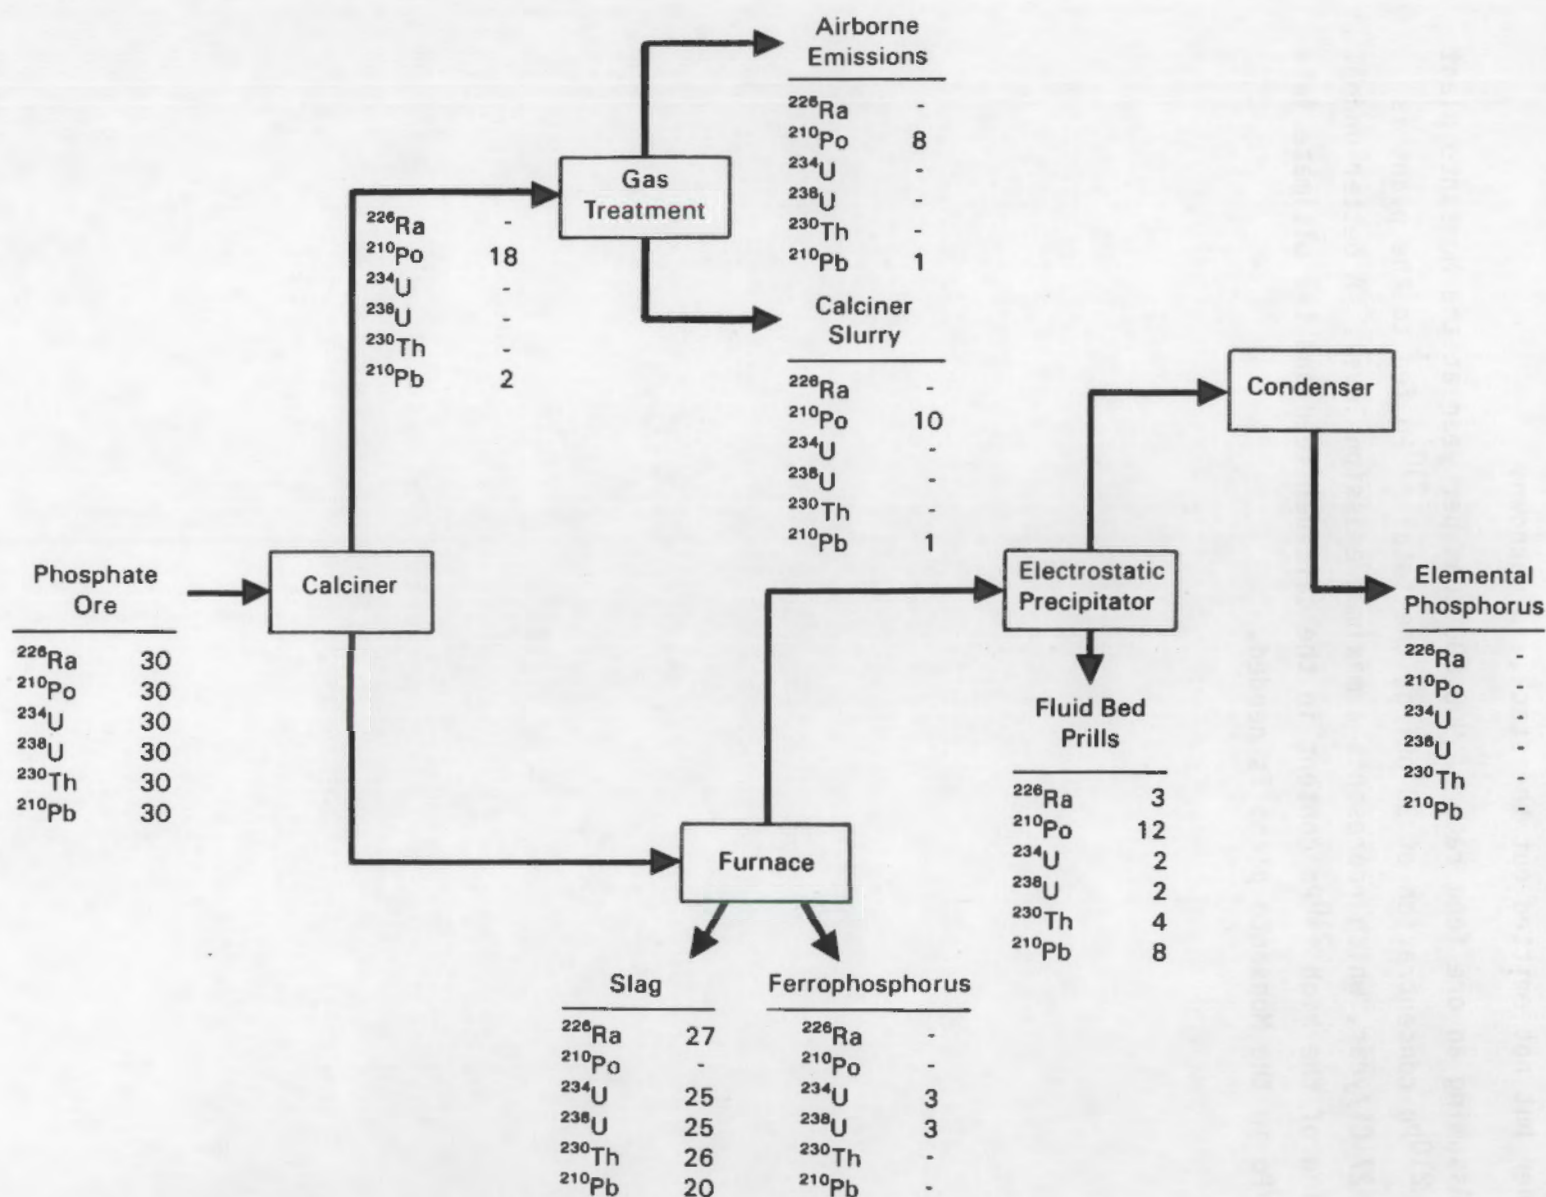 Airborne
Emissions
²²⁶Ra -
²¹⁰Po 8
²³⁴U -
²³⁸U -
²³⁰Th -
²¹⁰Pb 1
Gas
Treatment
²²⁶Ra -
²¹⁰Po 18
²³⁴U -
²³⁸U -
²³⁰Th -
²¹⁰Pb 2
Calciner
Slurry
²²⁶Ra -
²¹⁰Po 10
²³⁴U -
²³⁸U -
²³⁰Th -
²¹⁰Pb 1
Condenser
Phosphate
Ore
²²⁶Ra 30
²¹⁰Po 30
²³⁴U 30
²³⁸U 30
²³⁰Th 30
²¹⁰Pb 30
Calciner
Electrostatic
Precipitator
Elemental
Phosphorus
²²⁶Ra -
²¹⁰Po -
²³⁴U -
²³⁸U -
²³⁰Th -
²¹⁰Pb -
Fluid Bed
Prills
²²⁶Ra 3
²¹⁰Po 12
²³⁴U 2
²³⁸U 2
²³⁰Th 4
²¹⁰Pb 8
Furnace
Slag
²²⁶Ra 27
²¹⁰Po -
²³⁴U 25
²³⁸U 25
²³⁰Th 26
²¹⁰Pb 20
Ferrophosphorus
²²⁶Ra -
²¹⁰Po -
²³⁴U 3
²³⁸U 3
²³⁰Th -
²¹⁰Pb -